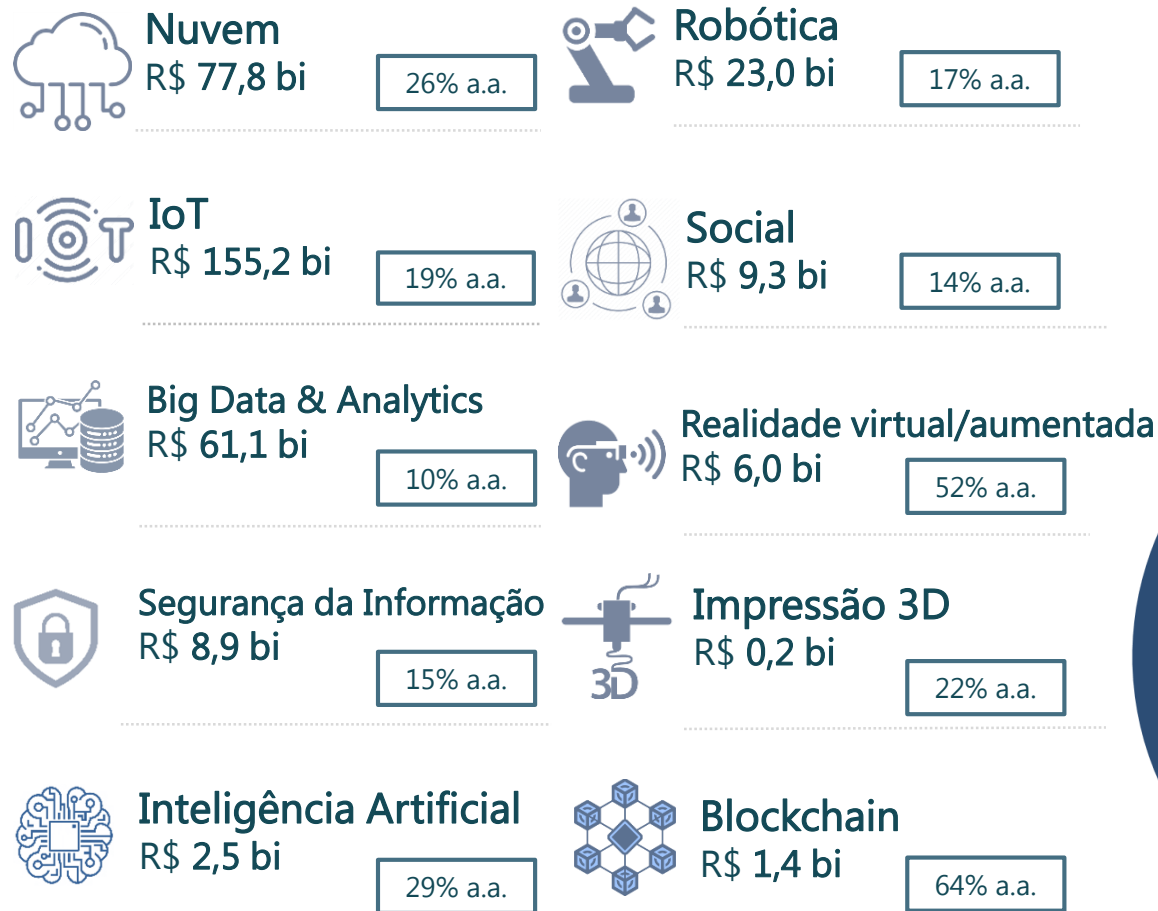 Nuvem
R$ 77,8 bi
26% a.a.
Robótica
R$ 23,0 bi
17% a.a.
IOT
IoT
R$ 155,2 bi
19% a.a.
Social
R$ 9,3 bi
14% a.a.
Big Data & Analytics
R$ 61,1 bi
10% a.a.
Realidade virtual/aumentada
R$ 6,0 bi
52% a.a.
Segurança da Informação
R$ 8,9 bi
15% a.a.
3D
Impressão 3D
R$ 0,2 bi
22% a.a.
Inteligência Artificial
R$ 2,5 bi
29% a.a.
Blockchain
R$ 1,4 bi
64% a.a.